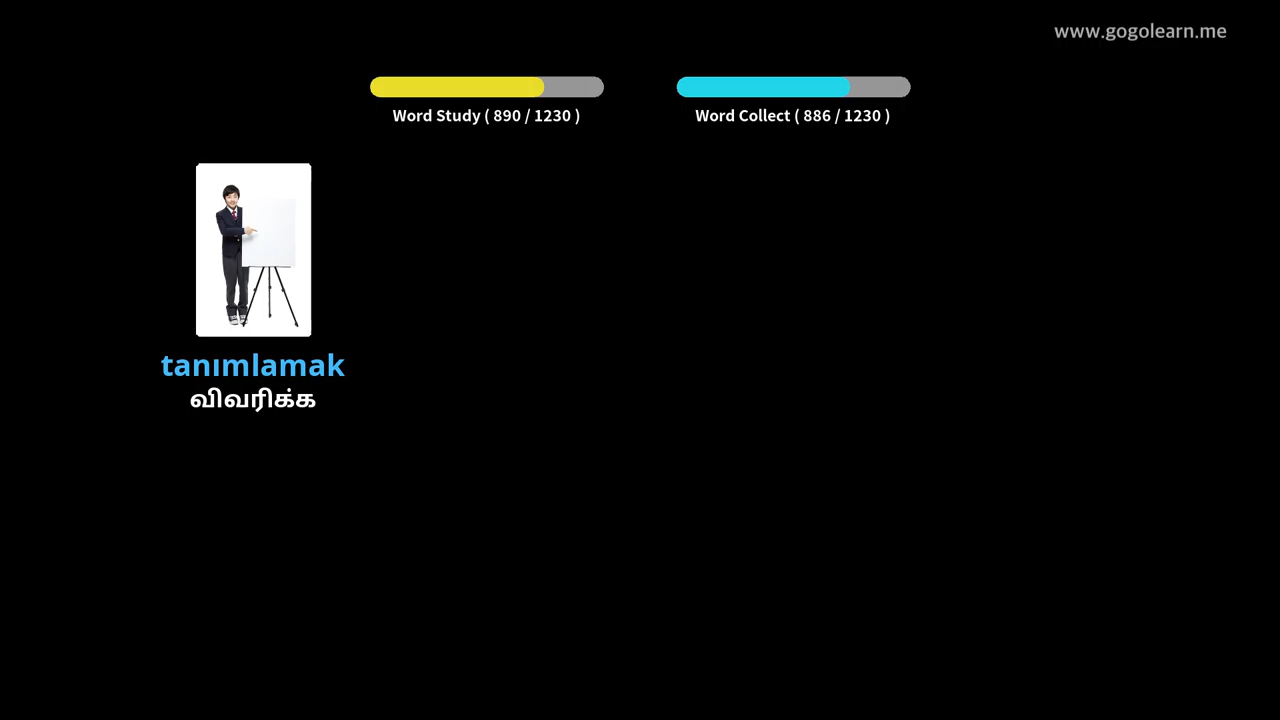 www.gogolearn.me
Word Study ( 890 / 1230 )
Word Collect ( 886 / 1230 )
tanımlamak
விவரிக்க